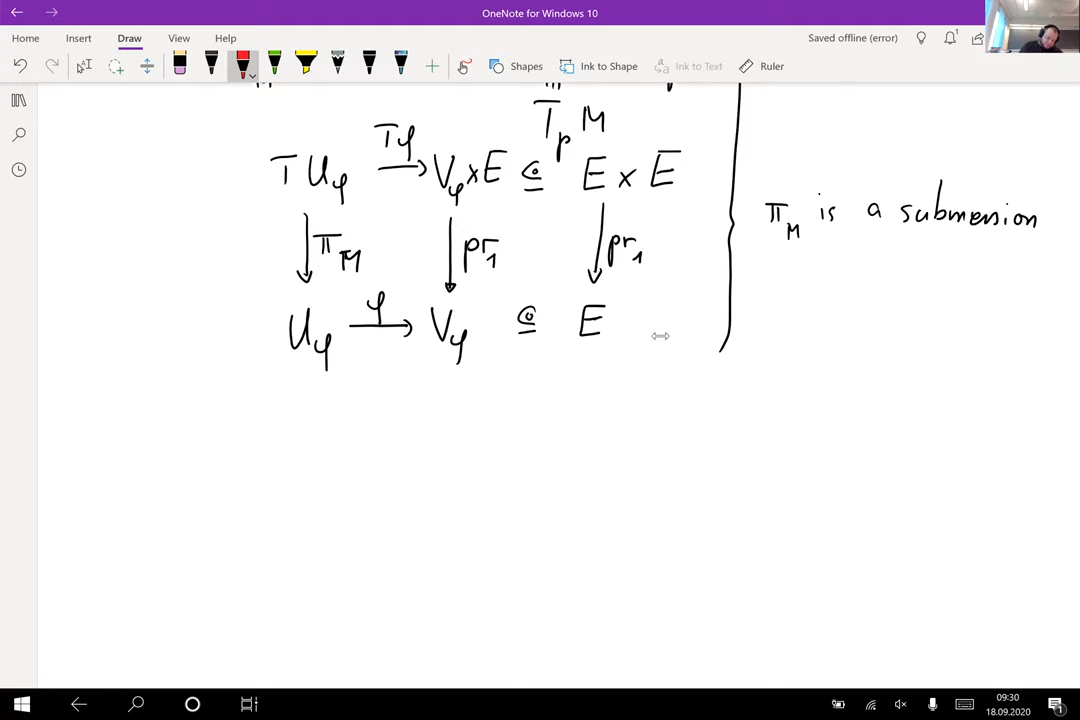 OneNote for Windows 10
Home Insert Draw View Help Saved offline (error)
Shapes Ink to Shape Ink to Text Ruler
T_p M
TU_φ →^{Tφ} V_φ × E ⊆° E × E
π_M is a submersion
↓ π_M ↓ pr_1 ↓ pr_1
U_φ →^φ V_φ ⊆° E
09:30
18.09.2020